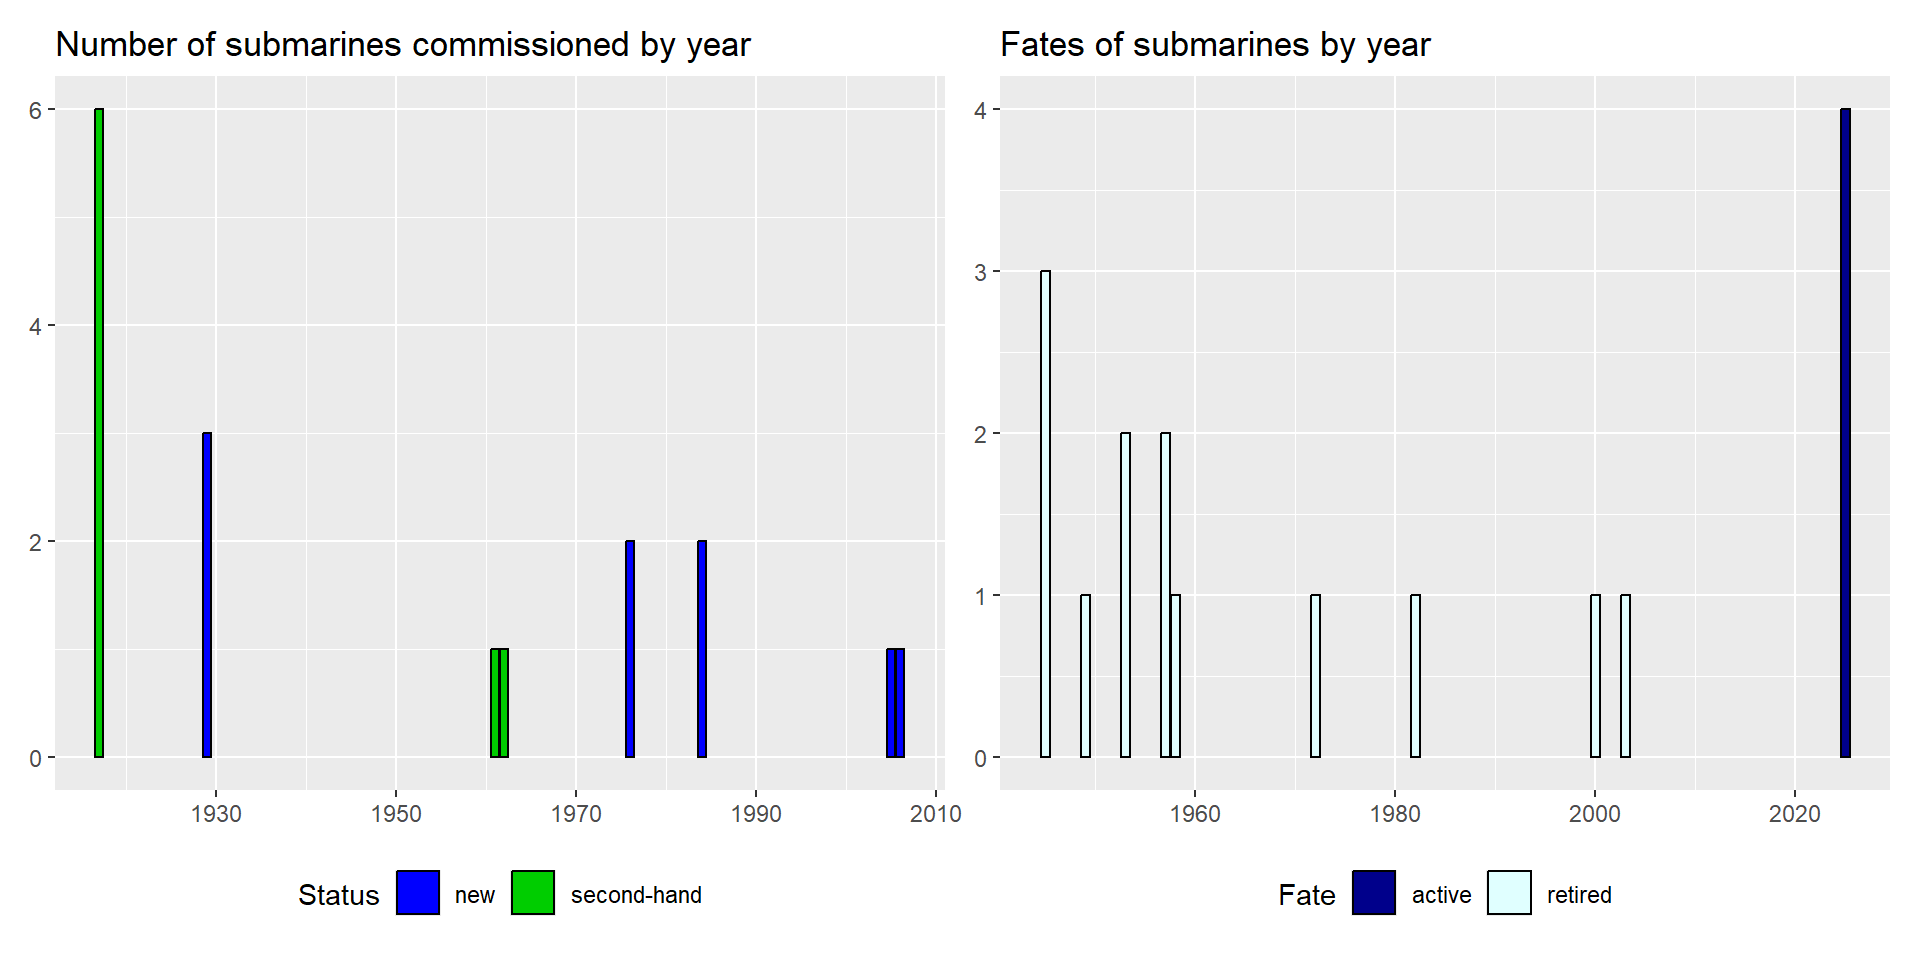 Number of submarines commissioned by year
6
4
2
0
1930 1950 1970 1990 2010
Status new second-hand
Fates of submarines by year
4
3
2
1
0
1960 1980 2000 2020
Fate active retired